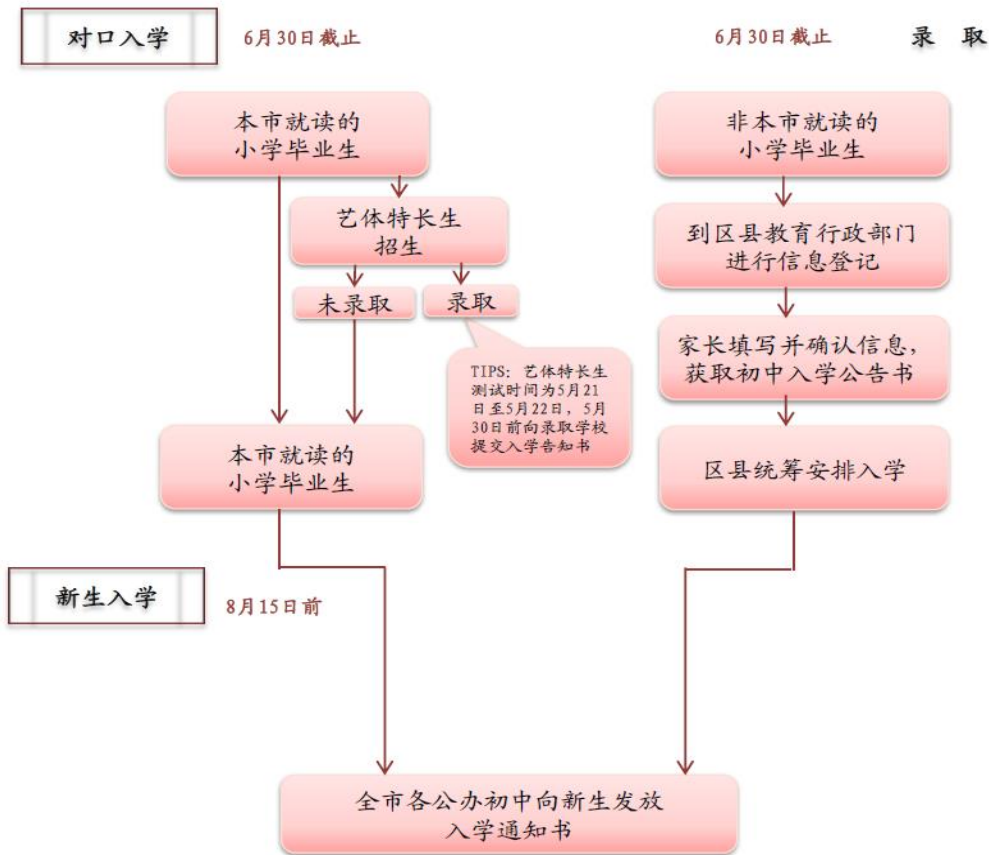 对口入学
6月30日截止
6月30日截止
录 取
本市就读的
小学毕业生
非本市就读的
小学毕业生
艺体特长生
招生
到区县教育行政部门
进行信息登记
未录取
录取
家长填写并确认信息，
获取初中入学公告书
TIPS：艺体特长生
测试时间为5月21
日至5月22日，5月
30日前向录取学校
提交入学告知书
本市就读的
小学毕业生
区县统筹安排入学
新生入学
8月15日前
全市各公办初中向新生发放
入学通知书